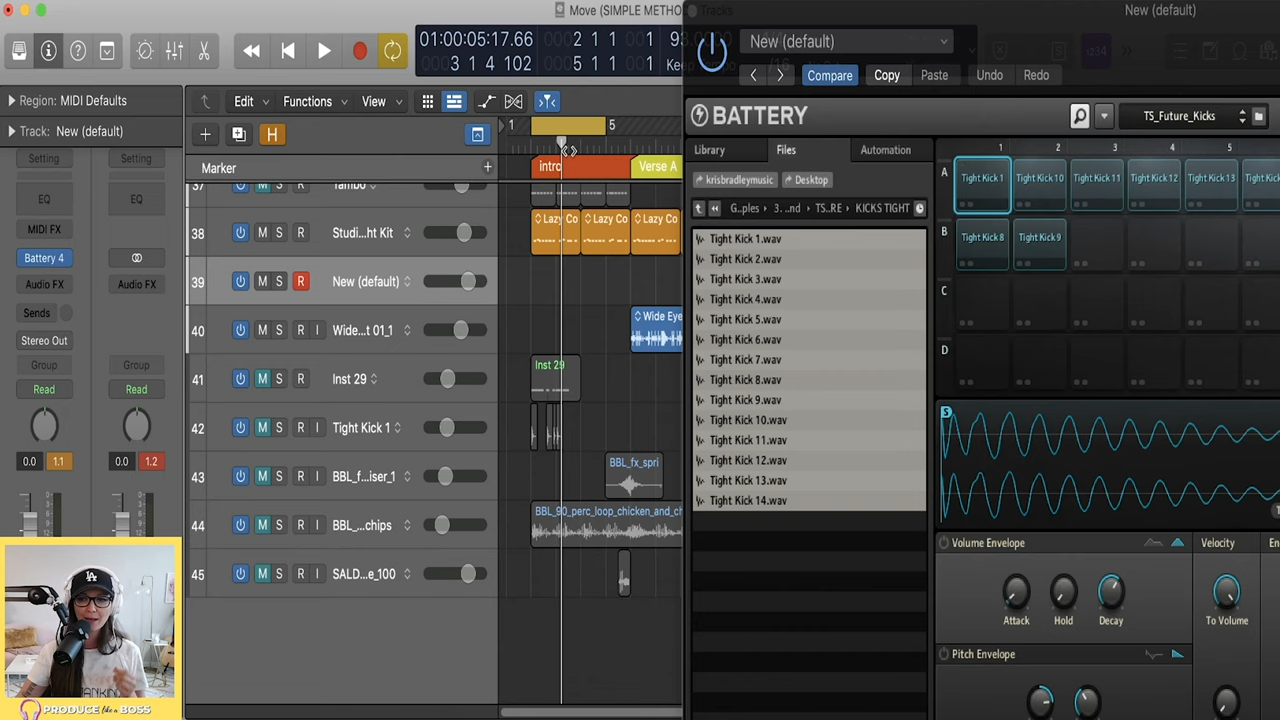 Move (SIMPLE METHO
Tracks
New (default)
New (default)
01:00:05:17.66
3 1 4 102
2 1 1
5 1 1
Compare
Copy
Paste
Undo
Redo
Region: MIDI Defaults
Track: New (default)
Edit
Functions
View
H
1
5
Marker
intro
Verse A
BATTERY
TS_Future_Kicks
Library
Files
Automation
krisbradleymusic
Desktop
G...ples
3. ...nd
TS...RE
KICKS TIGHT
1
2
3
4
5
A
Tight Kick 1
Tight Kick 10
Tight Kick 11
Tight Kick 12
Tight Kick 13
B
Tight Kick 8
Tight Kick 9
C
D
Setting
Setting
EQ
EQ
MIDI FX
Battery 4
Audio FX
Audio FX
Sends
Stereo Out
Group
Group
Read
Read
0.0
1.1
0.0
1.2
37
Tambo
38
M S R
Studi...ht Kit
Lazy Co
Lazy Co
Lazy Co
39
M S R
New (default)
40
M S R I
Wide...t 01_1
Wide Eye
41
M S R
Inst 29
Inst 29
42
M S R I
Tight Kick 1
43
M S R I
BBL_f...iser_1
BBL_fx_spri
44
M S R I
BBL_...chips
BBL_90_perc_loop_chicken_and_ch
45
M S R I
SALD...e_100
Tight Kick 1.wav
Tight Kick 2.wav
Tight Kick 3.wav
Tight Kick 4.wav
Tight Kick 5.wav
Tight Kick 6.wav
Tight Kick 7.wav
Tight Kick 8.wav
Tight Kick 9.wav
Tight Kick 10.wav
Tight Kick 11.wav
Tight Kick 12.wav
Tight Kick 13.wav
Tight Kick 14.wav
S
Volume Envelope
Velocity
En
Attack
Hold
Decay
To Volume
Pitch Envelope
LA
PRODUCE like a BOSS